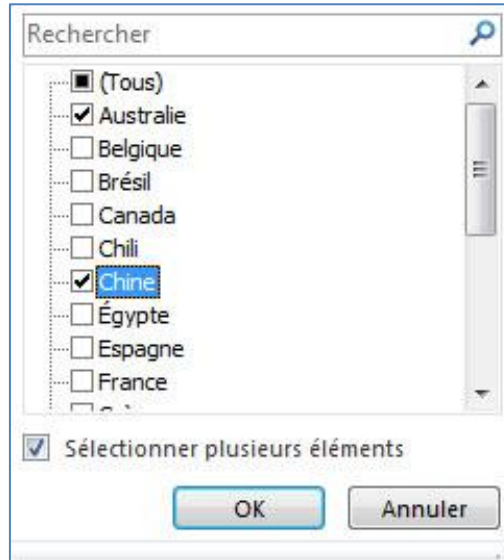 Rechercher
(Tous)
Australie
Belgique
Brésil
Canada
Chili
Chine
Égypte
Espagne
France
Sélectionner plusieurs éléments
OK Annuler